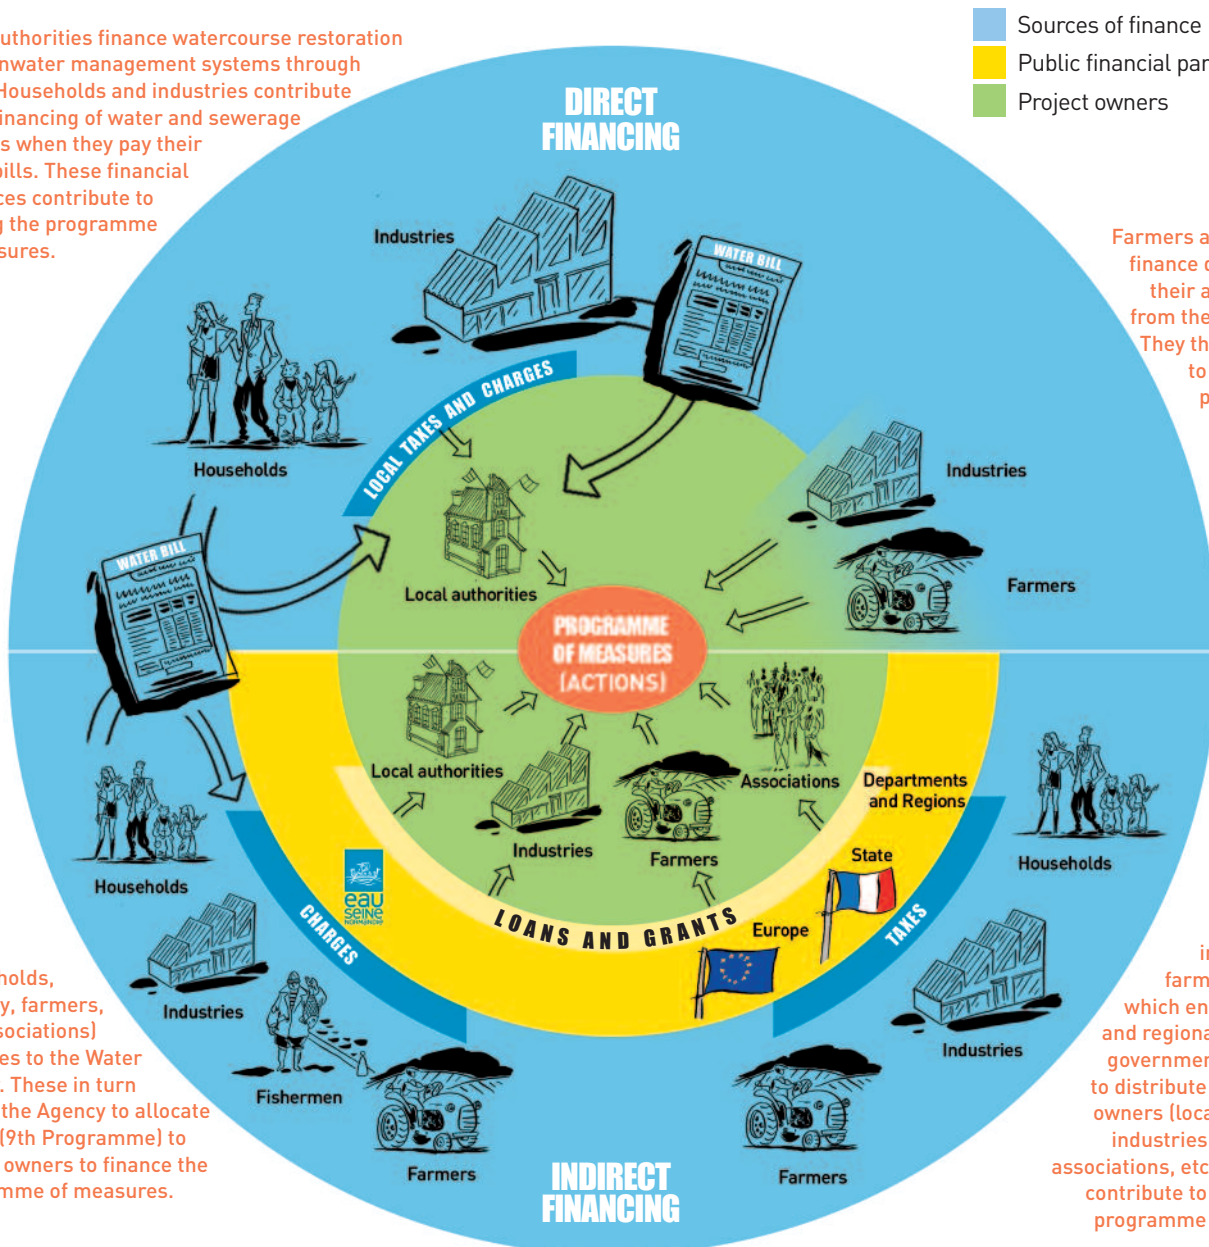 Sources of finance
Public financial par
Project owners
uthorities finance watercourse restoration
nwater management systems through
Households and industries contribute
inancing of water and sewerage
s when they pay their
bills. These financial
ces contribute to
g the programme
sures.
DIRECT
FINANCING
Industries
WATER BILL
Farmers a
finance
their a
from the
They th
to
p
Households
LOCAL TAXES AND CHARGES
Industries
Local authorities
Farmers
WATER BILL
PROGRAMME
OF MEASURES
(ACTIONS)
Local authorities
Associations
Departments
and Regions
Industries
Farmers
State
Households
Households
eau
SEINE
NORMANDIE
CHARGES
LOANS AND GRANTS
Europe
TAXES
Industries
Industries
Fishermen
Farmers
Farmers
holds,
y, farmers,
sociations)
es to the Water
. These in turn
the Agency to allocate
(9th Programme) to
owners to finance the
mme of measures.
in
farm
which en
and regiona
governmen
to distribute
owners (loca
industries
associations, etc
contribute to
programme
INDIRECT
FINANCING